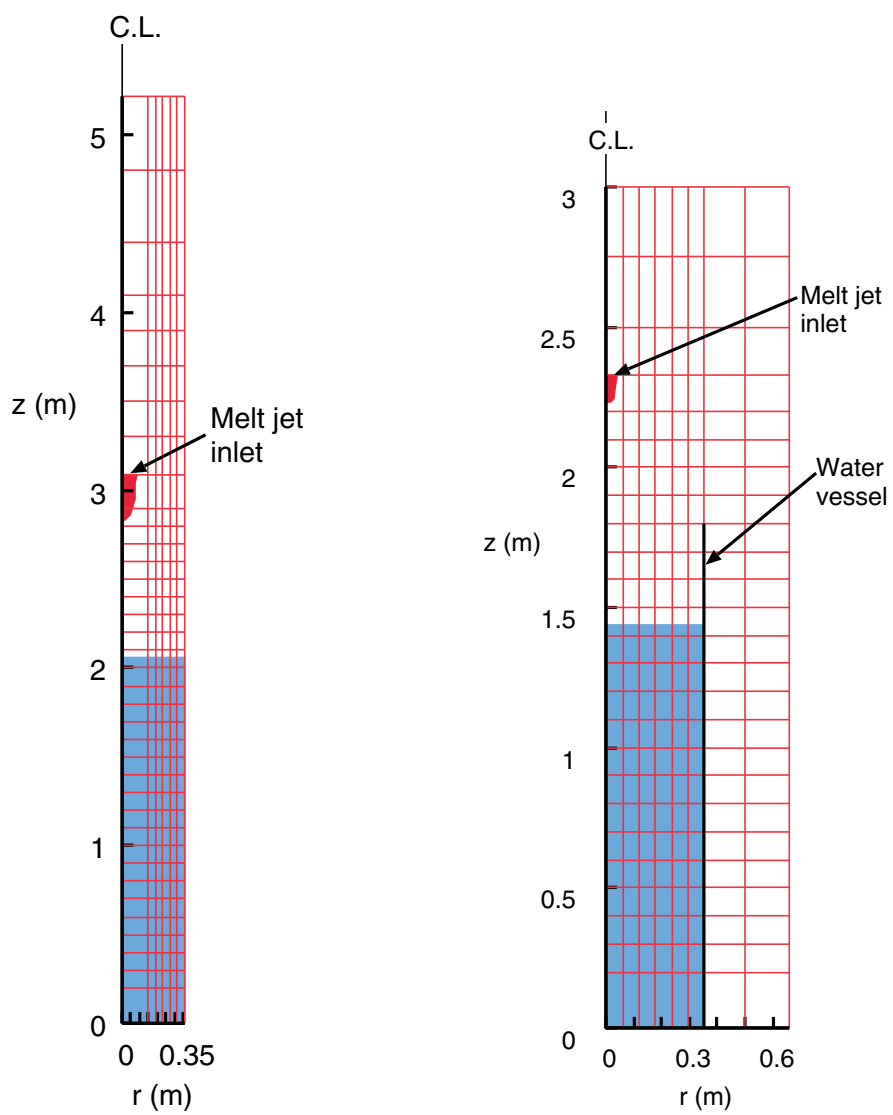 C.L.
5
4
z (m)
Melt jet
inlet
3
2
1
0
0 0.35
r (m)
C.L.
3
Melt jet
inlet
2.5
2
Water
vessel
z (m)
1.5
1
0.5
0
0 0.3 0.6
r (m)